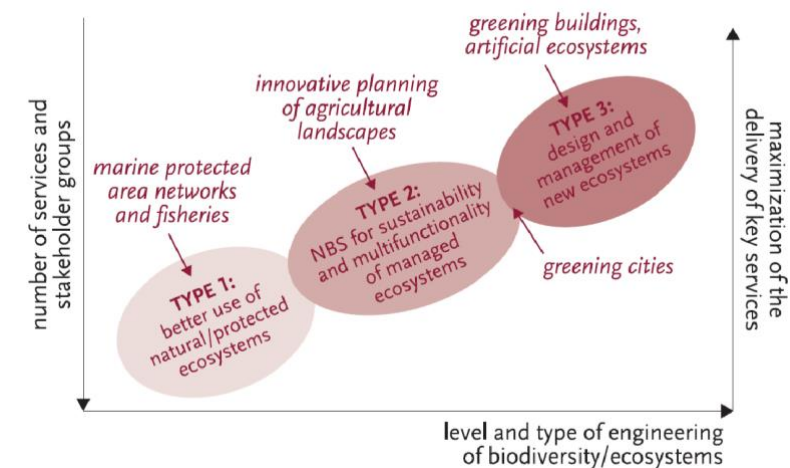 greening buildings,
artificial ecosystems
innovative planning
of agricultural
landscapes
marine protected
area networks
and fisheries
number of services and
stakeholder groups
TYPE 1:
better use of
natural/protected
ecosystems
TYPE 2:
NBS for sustainability
and multifunctionality
of managed
ecosystems
TYPE 3:
design and
management of
new ecosystems
greening cities
maximization of the
delivery of key services
level and type of engineering
of biodiversity/ecosystems